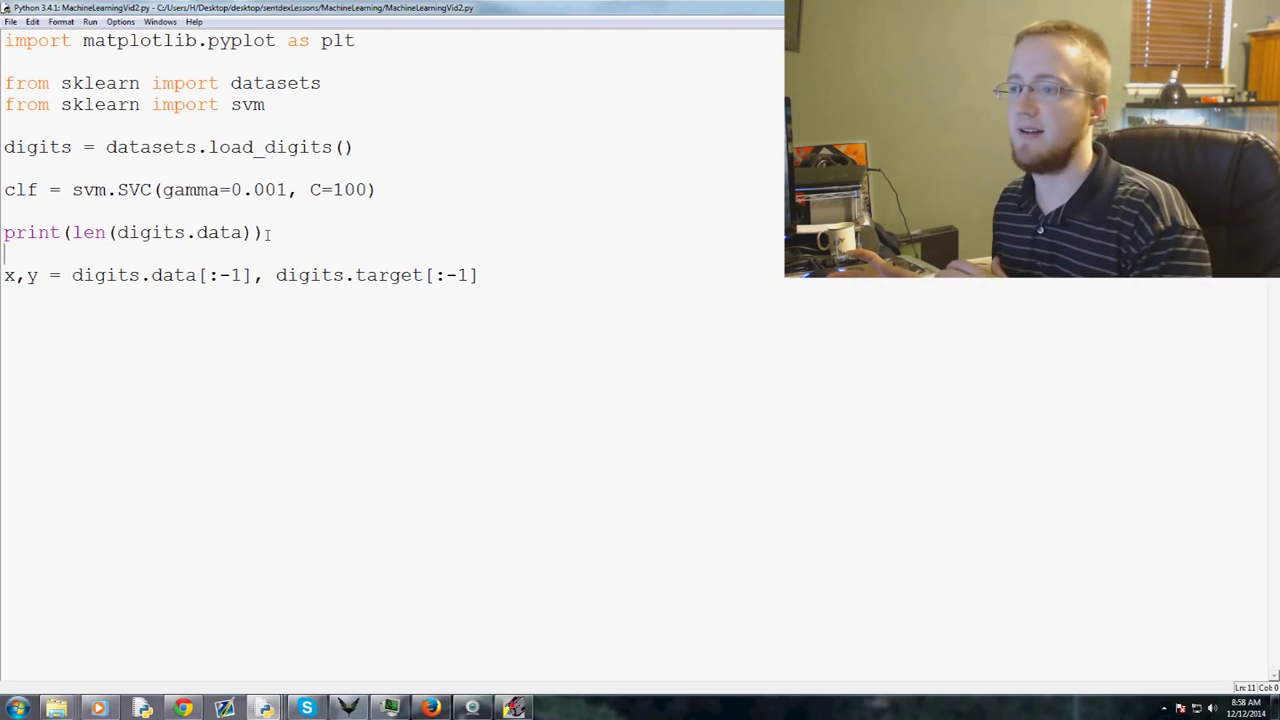 Python 3.4.1: MachineLearningVid2.py - C:/Users/H/Desktop/desktop/sentdexLessons/MachineLearning/MachineLearningVid2.py
File Edit Format Run Options Windows Help
import matplotlib.pyplot as plt
from sklearn import datasets
from sklearn import svm
digits = datasets.load_digits()
clf = svm.SVC(gamma=0.001, C=100)
print(len(digits.data))
x,y = digits.data[:-1], digits.target[:-1]
Ln: 11 Col: 0
8:58 AM
12/12/2014